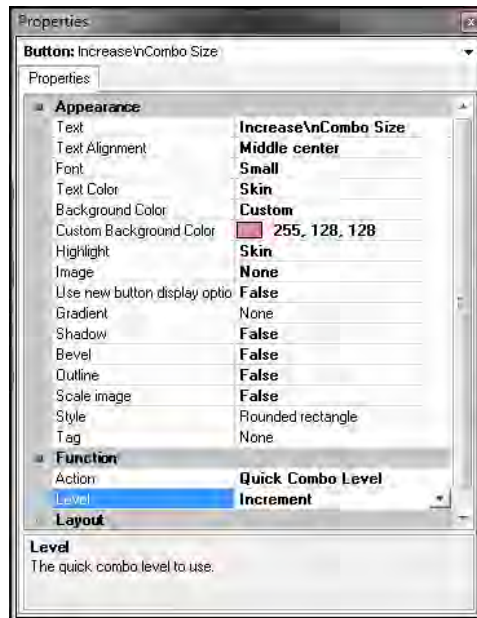 Properties
x
Button: Increase\nCombo Size
Properties
Appearance
Text Increase\nCombo Size
Text Alignment Middle center
Font Small
Text Color Skin
Background Color Custom
Custom Background Color 255, 128, 128
Highlight Skin
Image None
Use new button display optio False
Gradient None
Shadow False
Bevel False
Outline False
Scale image False
Style Rounded rectangle
Tag None
Function
Action Quick Combo Level
Level Increment
Layout
Level
The quick combo level to use.